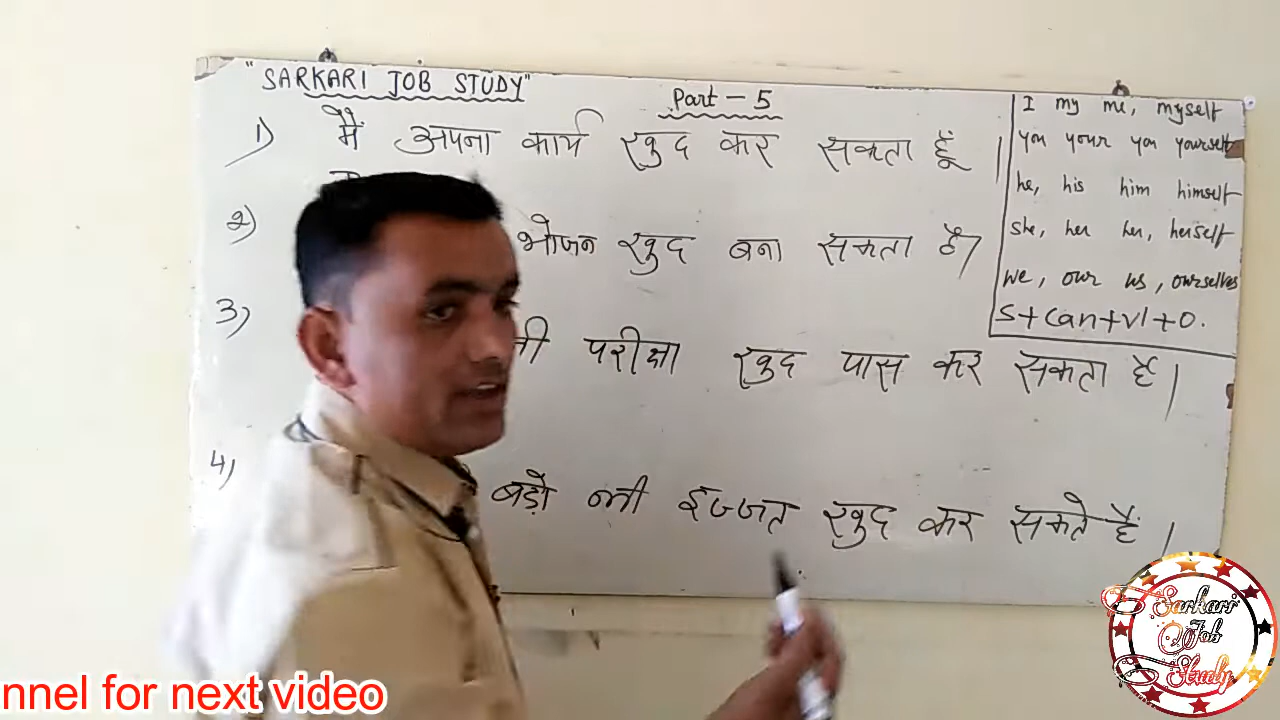 "SARKARI JOB STUDY"
Part - 5
1) मैं अपना कार्य खुद कर सकता हूँ ।
2) भोजन खुद बना सकता है।
3) परीक्षा खुद पास कर सकता है।
4) बड़ो की इज्जत खुद कर सकते हैं ।
I my me, myself
you your you yourself
he, his him himself
she, her her, herself
we, our us, ourselves
S+can+v1+o.
nnel for next video
Sarkari
Job
Study